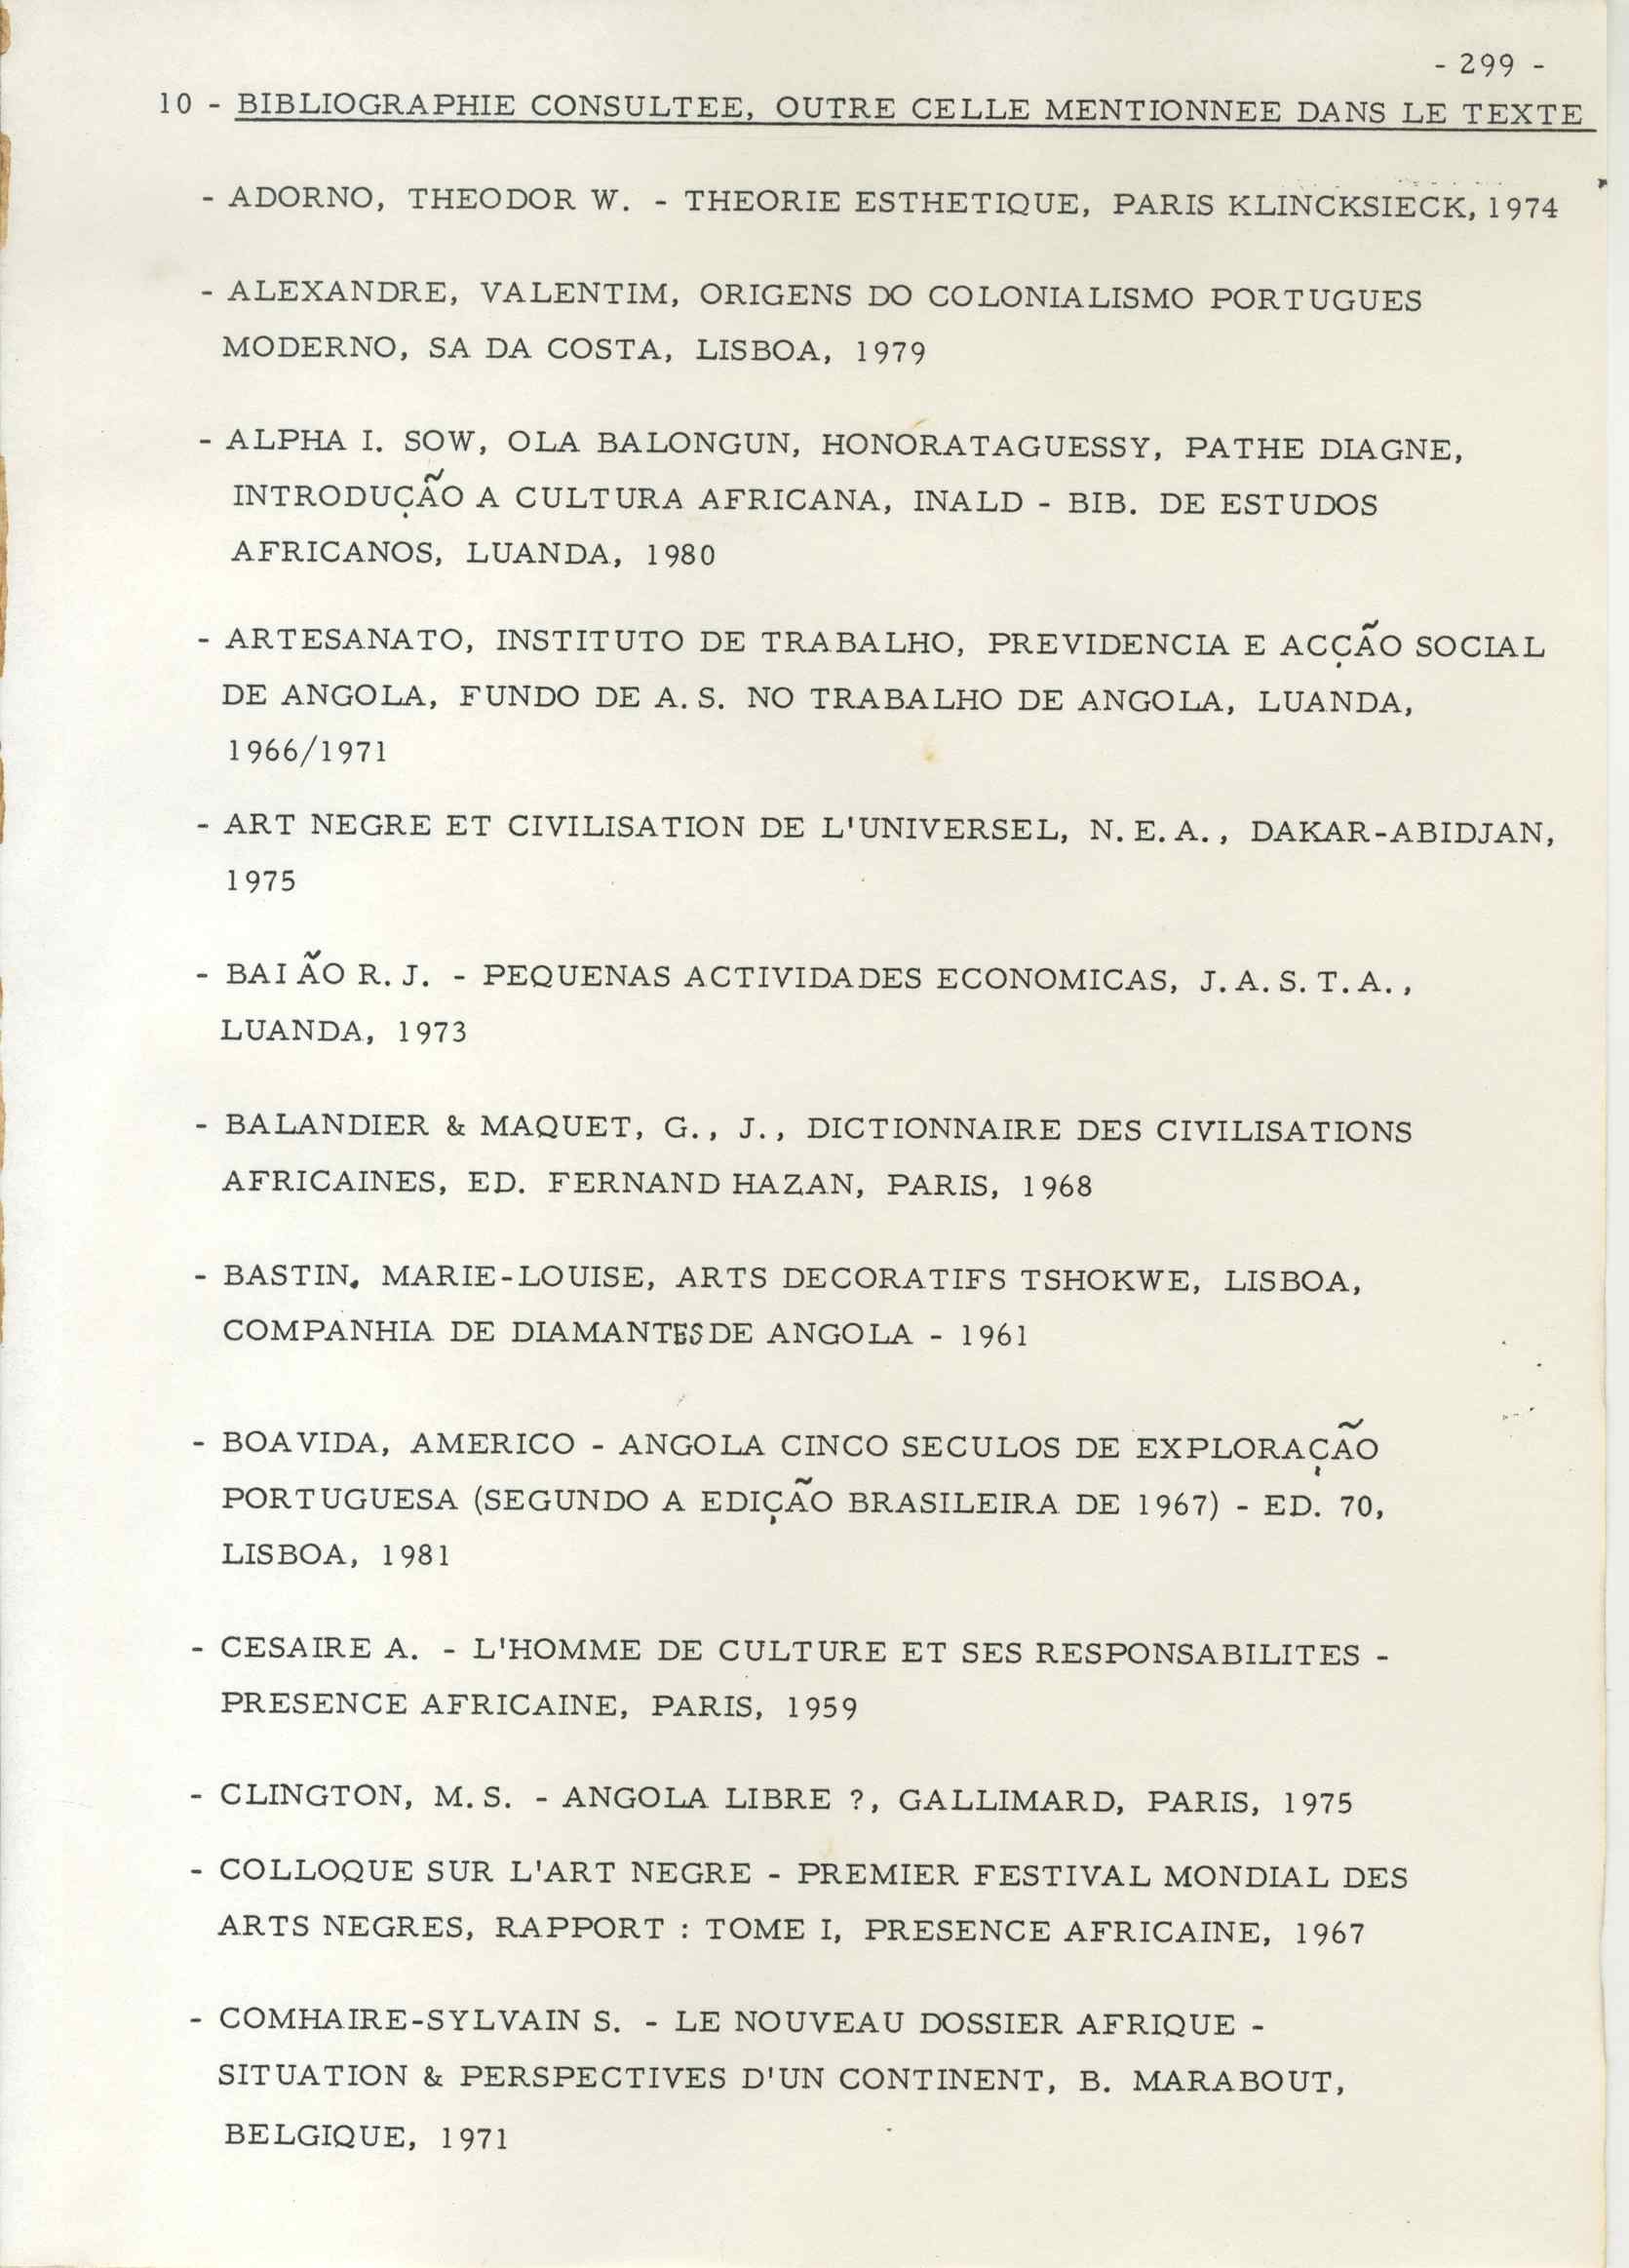 - 299 -
10 - BIBLIOGRAPHIE CONSULTEE, OUTRE CELLE MENTIONNEE DANS LE TEXTE
- ADORNO, THEODOR W. - THEORIE ESTHETIQUE, PARIS KLINCKSIECK, 1974
- ALEXANDRE, VALENTIM, ORIGENS DO COLONIALISMO PORTUGUES
MODERNO, SA DA COSTA, LISBOA, 1979
- ALPHA I. SOW, OLA BALONGUN, HONORATAGUESSY, PATHE DIAGNE,
INTRODUÇÃO A CULTURA AFRICANA, INALD - BIB. DE ESTUDOS
AFRICANOS, LUANDA, 1980
- ARTESANATO, INSTITUTO DE TRABALHO, PREVIDENCIA E ACÇÃO SOCIAL
DE ANGOLA, FUNDO DE A. S. NO TRABALHO DE ANGOLA, LUANDA,
1966/1971
- ART NEGRE ET CIVILISATION DE L'UNIVERSEL, N. E. A., DAKAR-ABIDJAN,
1975
- BAIÃO R. J. - PEQUENAS ACTIVIDADES ECONOMICAS, J. A. S. T. A.,
LUANDA, 1973
- BALANDIER & MAQUET, G., J., DICTIONNAIRE DES CIVILISATIONS
AFRICAINES, ED. FERNAND HAZAN, PARIS, 1968
- BASTIN, MARIE-LOUISE, ARTS DECORATIFS TSHOKWE, LISBOA,
COMPANHIA DE DIAMANTES DE ANGOLA - 1961
- BOAVIDA, AMERICO - ANGOLA CINCO SECULOS DE EXPLORAÇÃO
PORTUGUESA (SEGUNDO A EDIÇÃO BRASILEIRA DE 1967) - ED. 70,
LISBOA, 1981
- CESAIRE A. - L'HOMME DE CULTURE ET SES RESPONSABILITES -
PRESENCE AFRICAINE, PARIS, 1959
- CLINGTON, M. S. - ANGOLA LIBRE ?, GALLIMARD, PARIS, 1975
- COLLOQUE SUR L'ART NEGRE - PREMIER FESTIVAL MONDIAL DES
ARTS NEGRES, RAPPORT : TOME I, PRESENCE AFRICAINE, 1967
- COMHAIRE-SYLVAIN S. - LE NOUVEAU DOSSIER AFRIQUE -
SITUATION & PERSPECTIVES D'UN CONTINENT, B. MARABOUT,
BELGIQUE, 1971